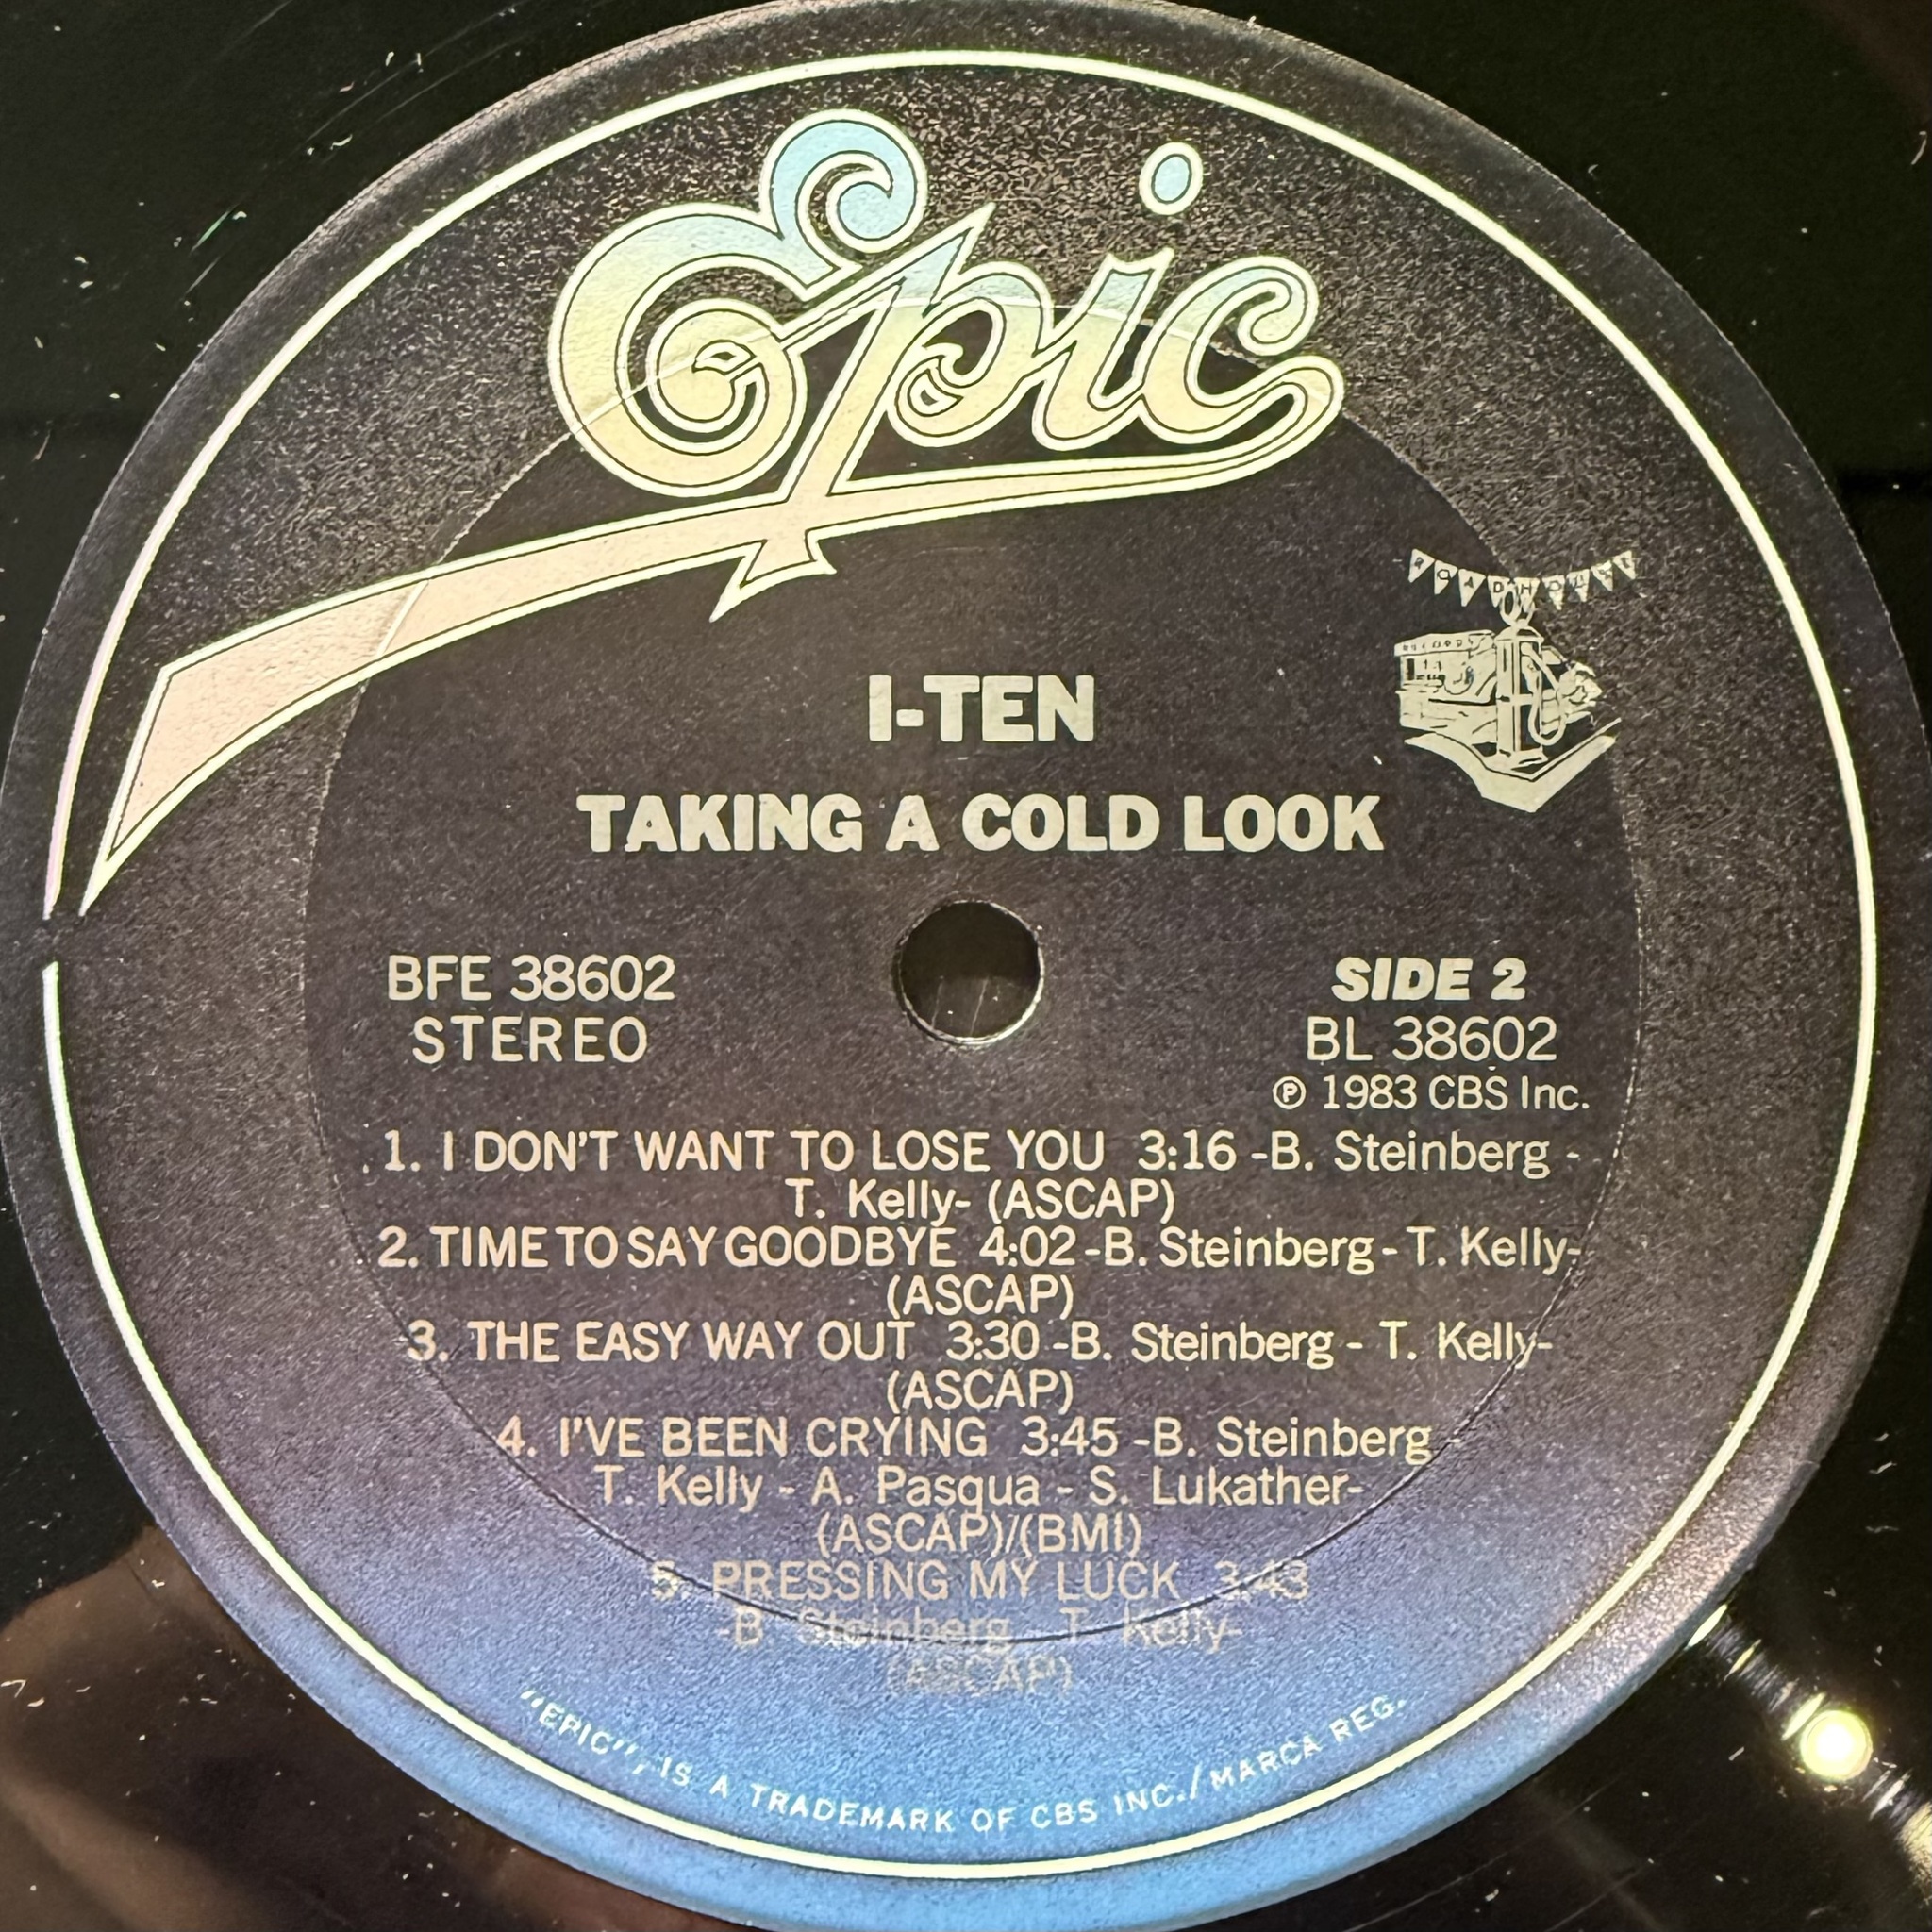 Epic
ROADHOUSE
I-TEN
TAKING A COLD LOOK
BFE 38602
STEREO
SIDE 2
BL 38602
℗ 1983 CBS Inc.
1. I DON'T WANT TO LOSE YOU 3:16 -B. Steinberg -
T. Kelly- (ASCAP)
2. TIME TO SAY GOODBYE 4:02 -B. Steinberg - T. Kelly-
(ASCAP)
3. THE EASY WAY OUT 3:30 -B. Steinberg - T. Kelly-
(ASCAP)
4. I'VE BEEN CRYING 3:45 -B. Steinberg -
T. Kelly - A. Pasqua - S. Lukather-
(ASCAP)/(BMI)
5. PRESSING MY LUCK 3:43
-B. Steinberg - T. Kelly-
(ASCAP)
"EPIC", IS A TRADEMARK OF CBS INC./MARCA REG.